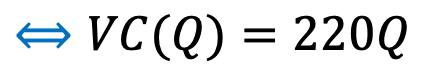 ⟺ VC(Q) = 220Q